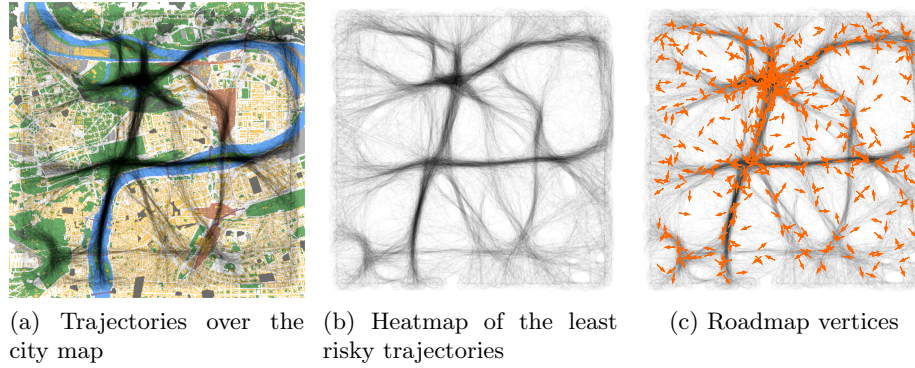 (a) Trajectories over the
city map
(b) Heatmap of the least
risky trajectories
(c) Roadmap vertices